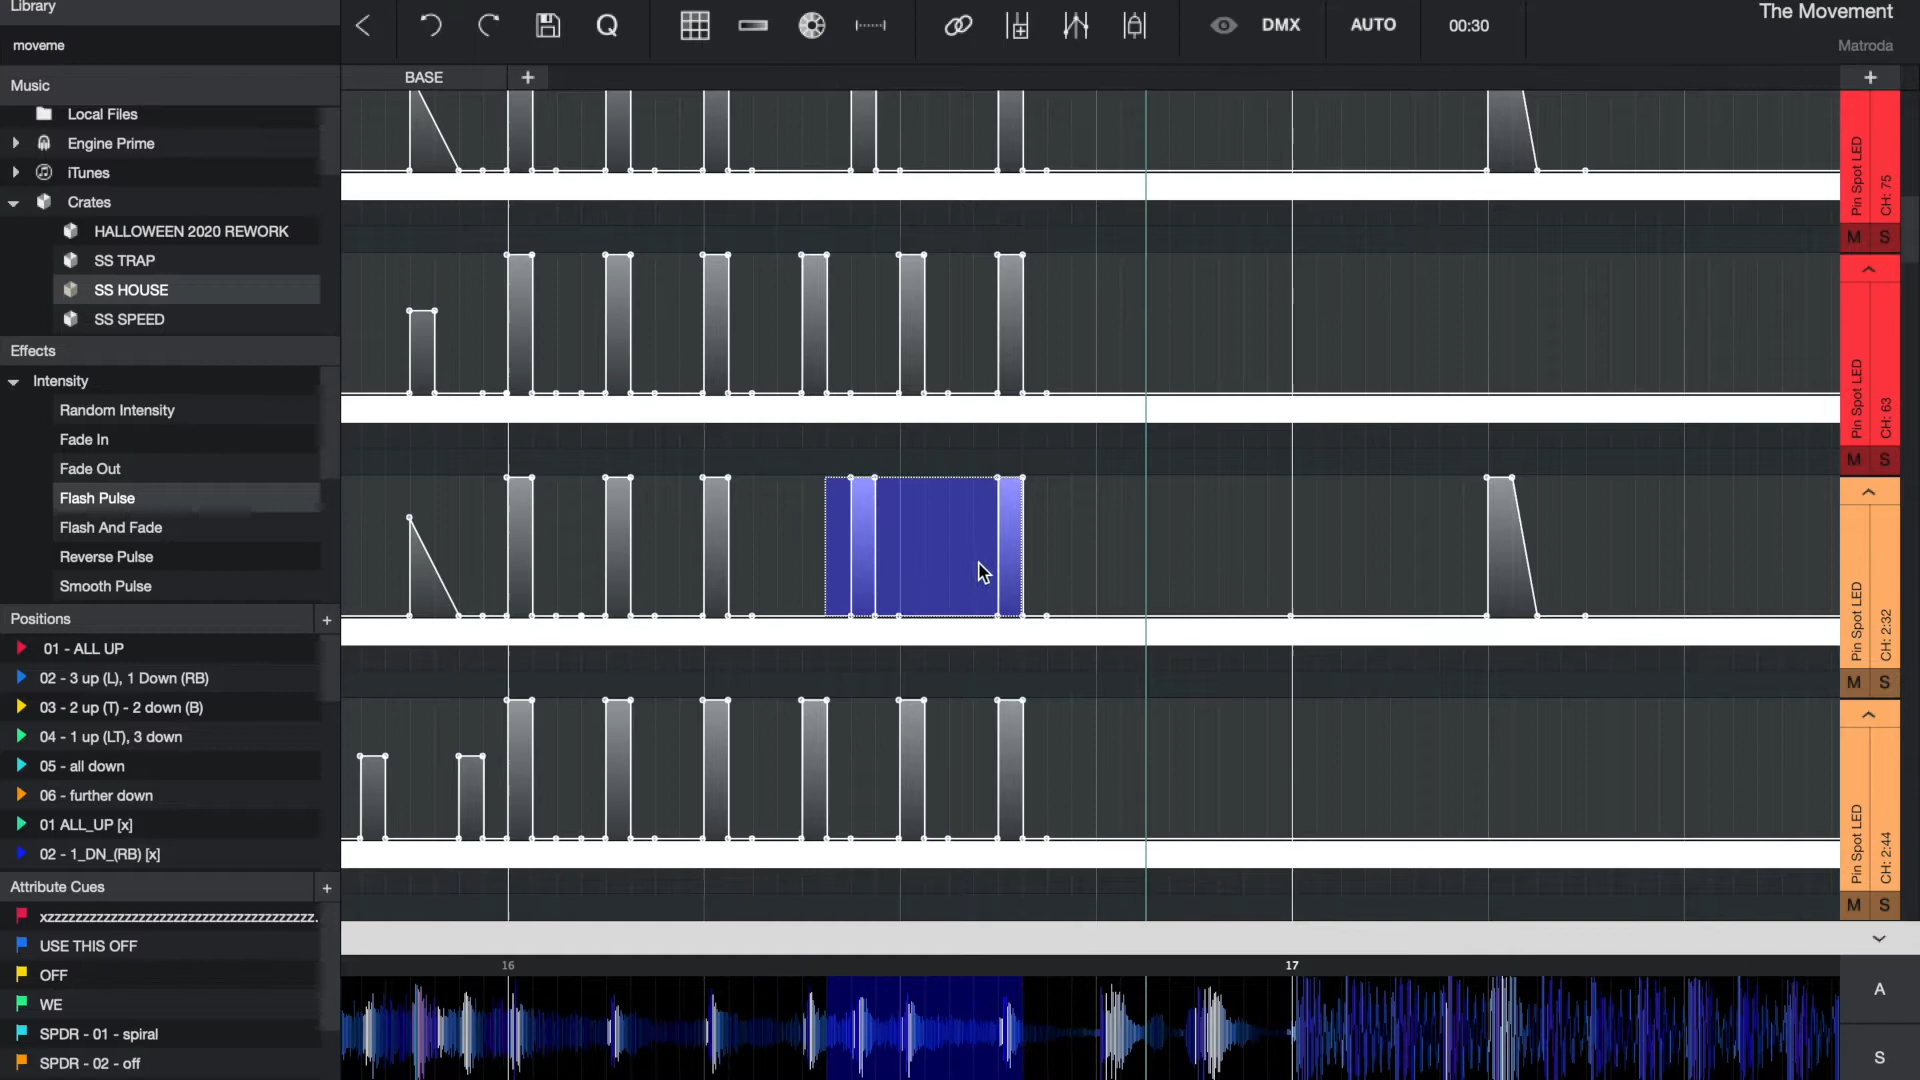 Library
moveme
Music
Local Files
Engine Prime
iTunes
Crates
HALLOWEEN 2020 REWORK
SS TRAP
SS HOUSE
SS SPEED
Effects
Intensity
Random Intensity
Fade In
Fade Out
Flash Pulse
Flash And Fade
Reverse Pulse
Smooth Pulse
Positions +
01 - ALL UP
02 - 3 up (L), 1 Down (RB)
03 - 2 up (T) - 2 down (B)
04 - 1 up (LT), 3 down
05 - all down
06 - further down
01 ALL_UP [x]
02 - 1_DN_(RB) [x]
Attribute Cues +
xzzzzzzzzzzzzzzzzzzzzzzzzzzzzzzzzzzzzz.
USE THIS OFF
OFF
WE
SPDR - 01 - spiral
SPDR - 02 - off
Q
DMX
AUTO
00:30
The Movement
Matroda
BASE + +
Pin Spot LED
CH: 75
M S
Pin Spot LED
CH: 63
M S
Pin Spot LED
CH: 2:32
M S
Pin Spot LED
CH: 2:44
M S
16 17
A
S